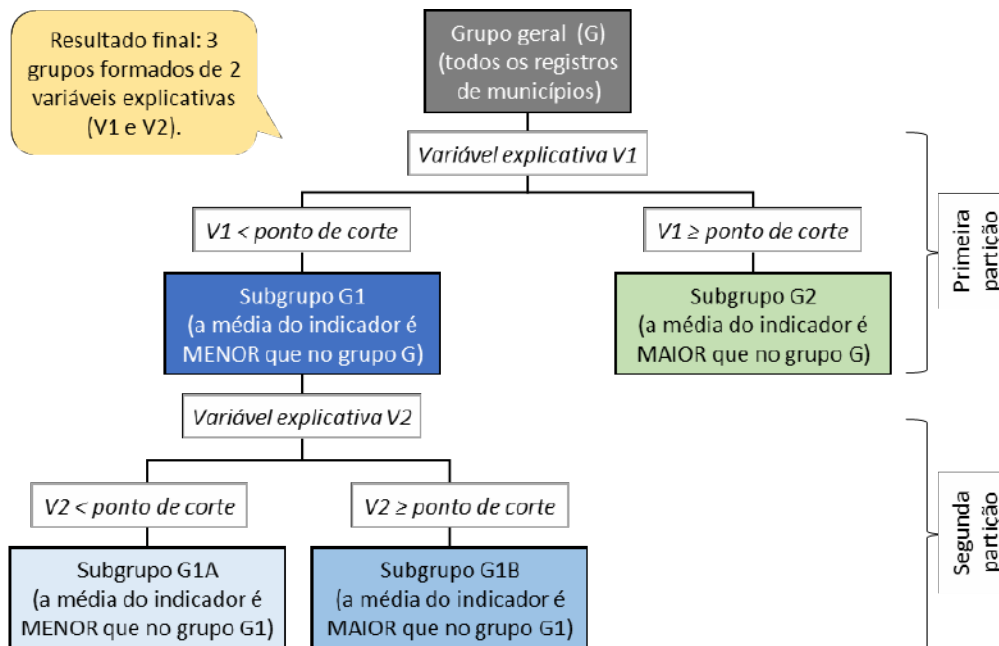 Resultado final: 3
grupos formados de 2
variáveis explicativas
(V1 e V2).
Grupo geral (G)
(todos os registros
de municípios)
Variável explicativa V1
V1 < ponto de corte
V1 ≥ ponto de corte
Primeira
partição
Subgrupo G1
(a média do indicador é
MENOR que no grupo G)
Subgrupo G2
(a média do indicador é
MAIOR que no grupo G)
Variável explicativa V2
V2 < ponto de corte
V2 ≥ ponto de corte
Segunda
partição
Subgrupo G1A
(a média do indicador é
MENOR que no grupo G1)
Subgrupo G1B
(a média do indicador é
MAIOR que no grupo G1)